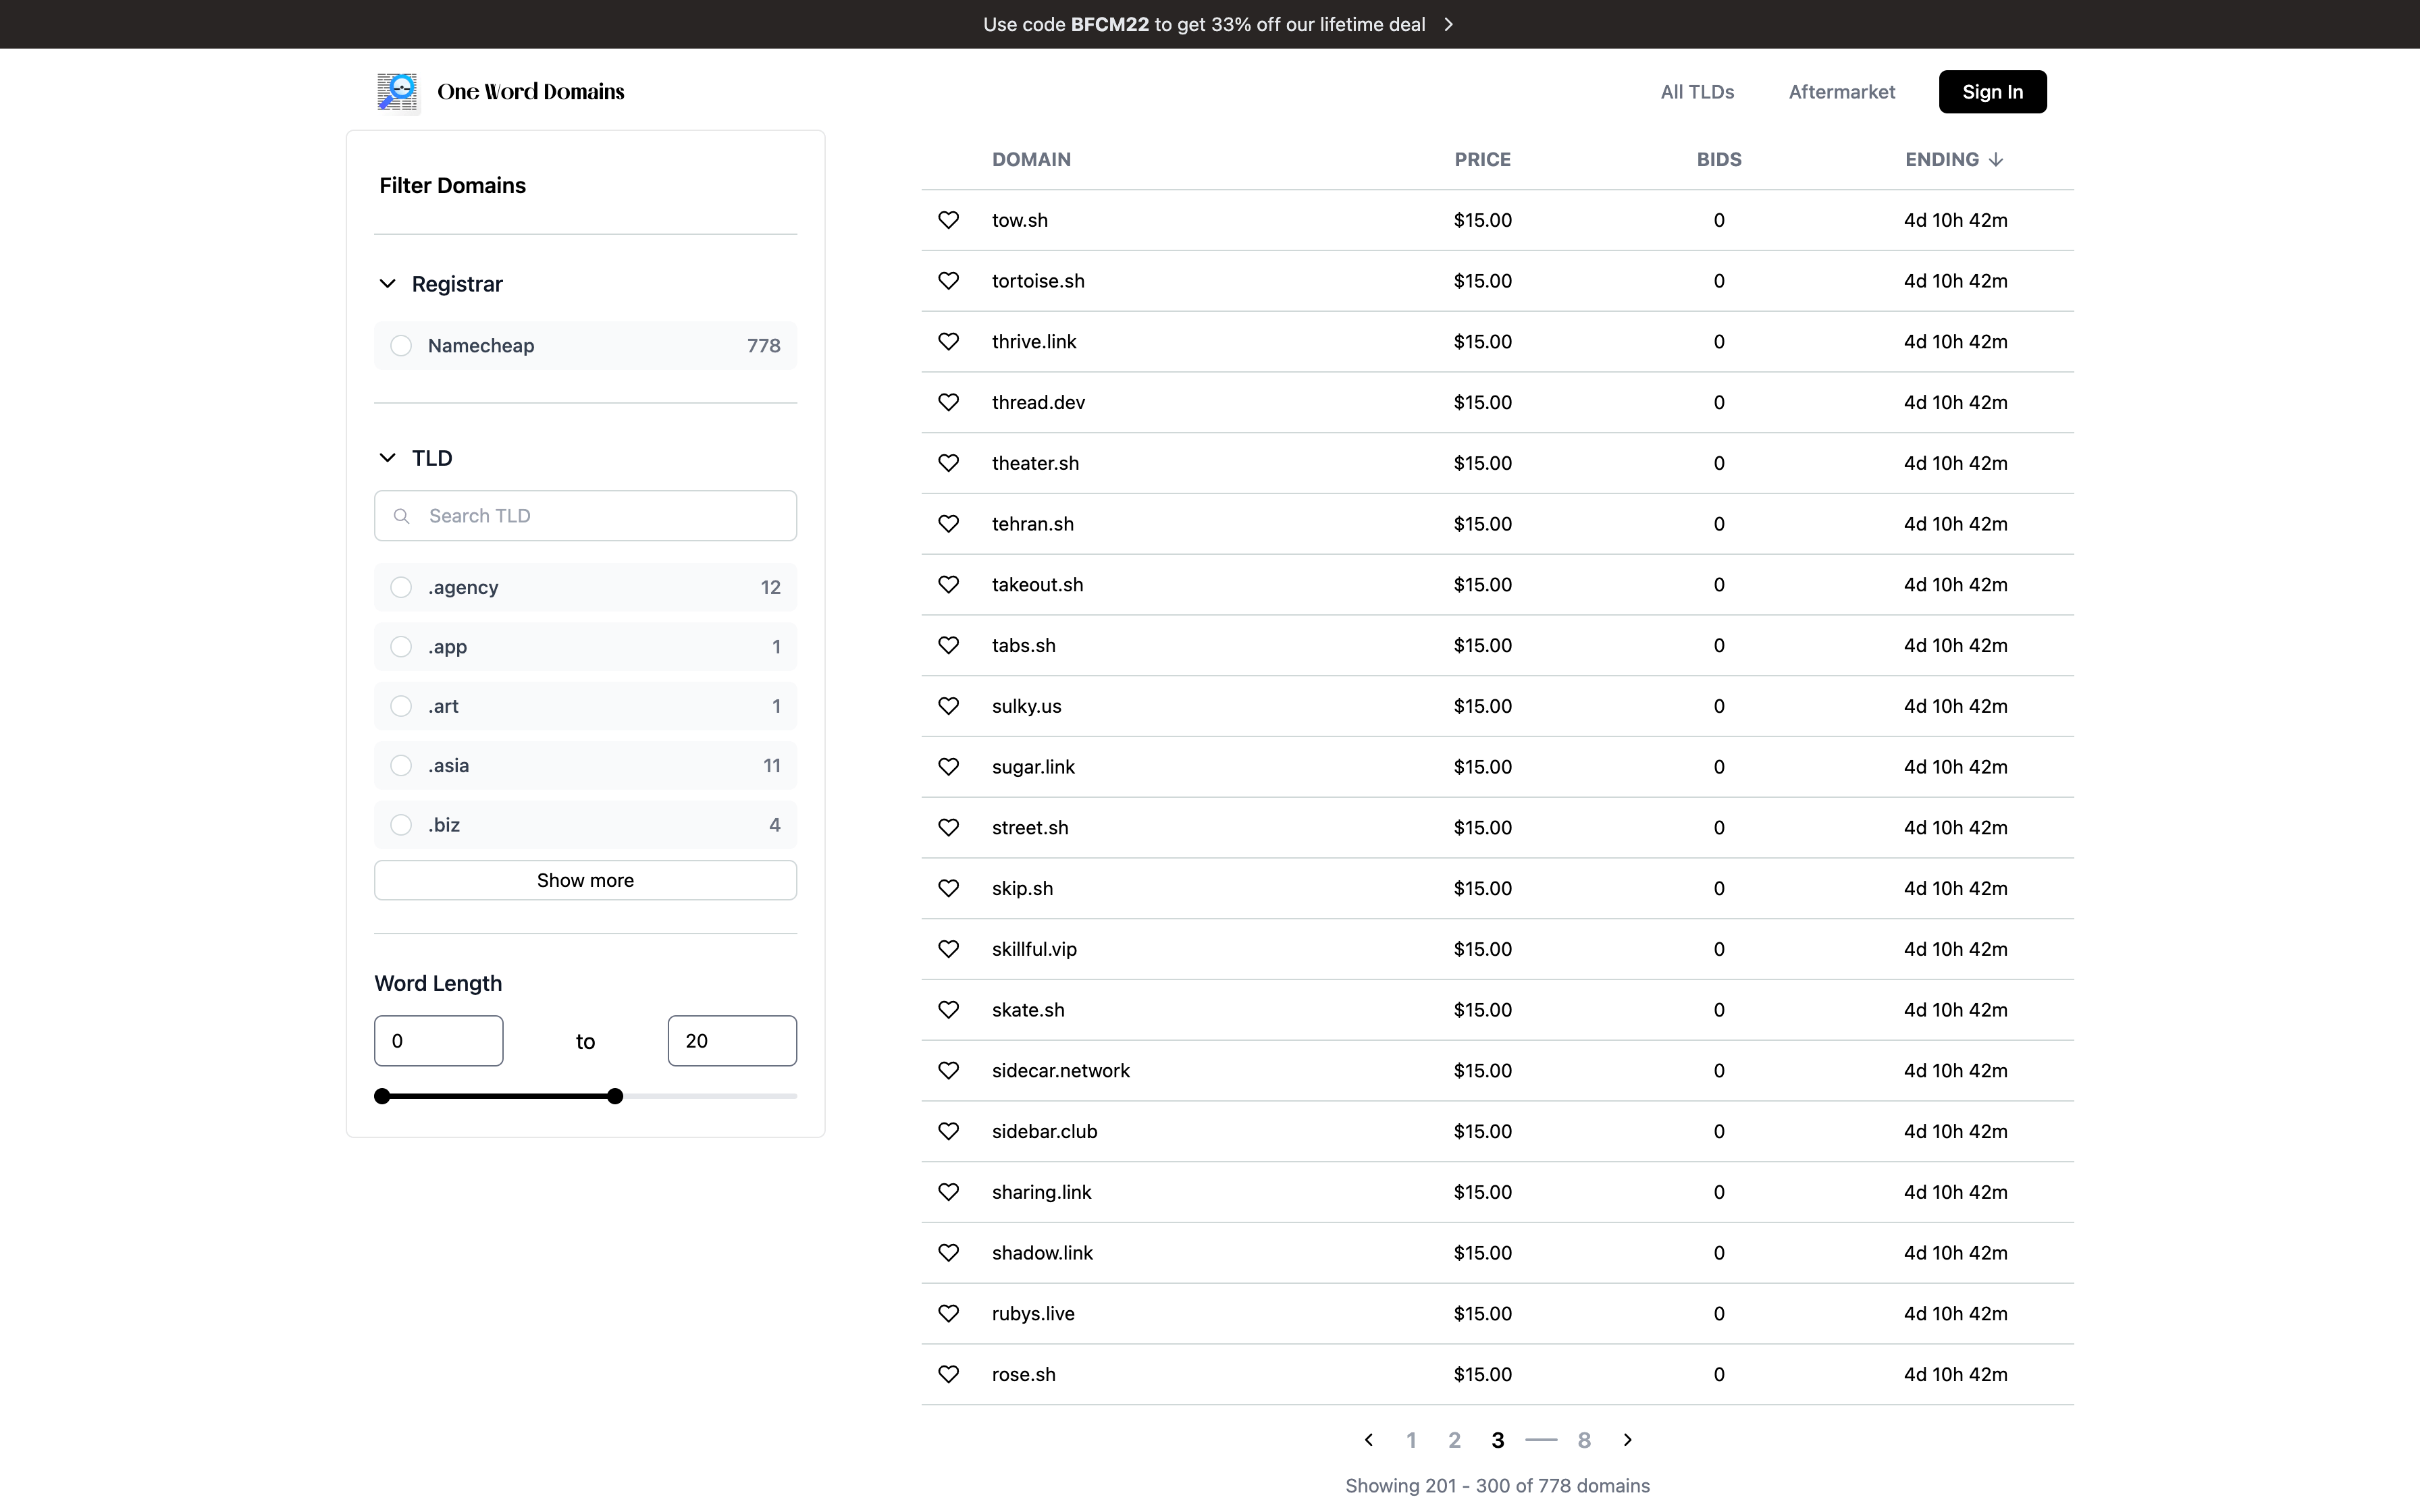 Use code BFCM22 to get 33% off our lifetime deal
One Word Domains
All TLDs
Aftermarket
Sign In
Filter Domains
Registrar
Namecheap 778
TLD
Search TLD
.agency 12
.app 1
.art 1
.asia 11
.biz 4
Show more
Word Length
0 to 20
DOMAIN PRICE BIDS ENDING
tow.sh $15.00 0 4d 10h 42m
tortoise.sh $15.00 0 4d 10h 42m
thrive.link $15.00 0 4d 10h 42m
thread.dev $15.00 0 4d 10h 42m
theater.sh $15.00 0 4d 10h 42m
tehran.sh $15.00 0 4d 10h 42m
takeout.sh $15.00 0 4d 10h 42m
tabs.sh $15.00 0 4d 10h 42m
sulky.us $15.00 0 4d 10h 42m
sugar.link $15.00 0 4d 10h 42m
street.sh $15.00 0 4d 10h 42m
skip.sh $15.00 0 4d 10h 42m
skillful.vip $15.00 0 4d 10h 42m
skate.sh $15.00 0 4d 10h 42m
sidecar.network $15.00 0 4d 10h 42m
sidebar.club $15.00 0 4d 10h 42m
sharing.link $15.00 0 4d 10h 42m
shadow.link $15.00 0 4d 10h 42m
rubys.live $15.00 0 4d 10h 42m
rose.sh $15.00 0 4d 10h 42m
1 2 3 8
Showing 201 - 300 of 778 domains